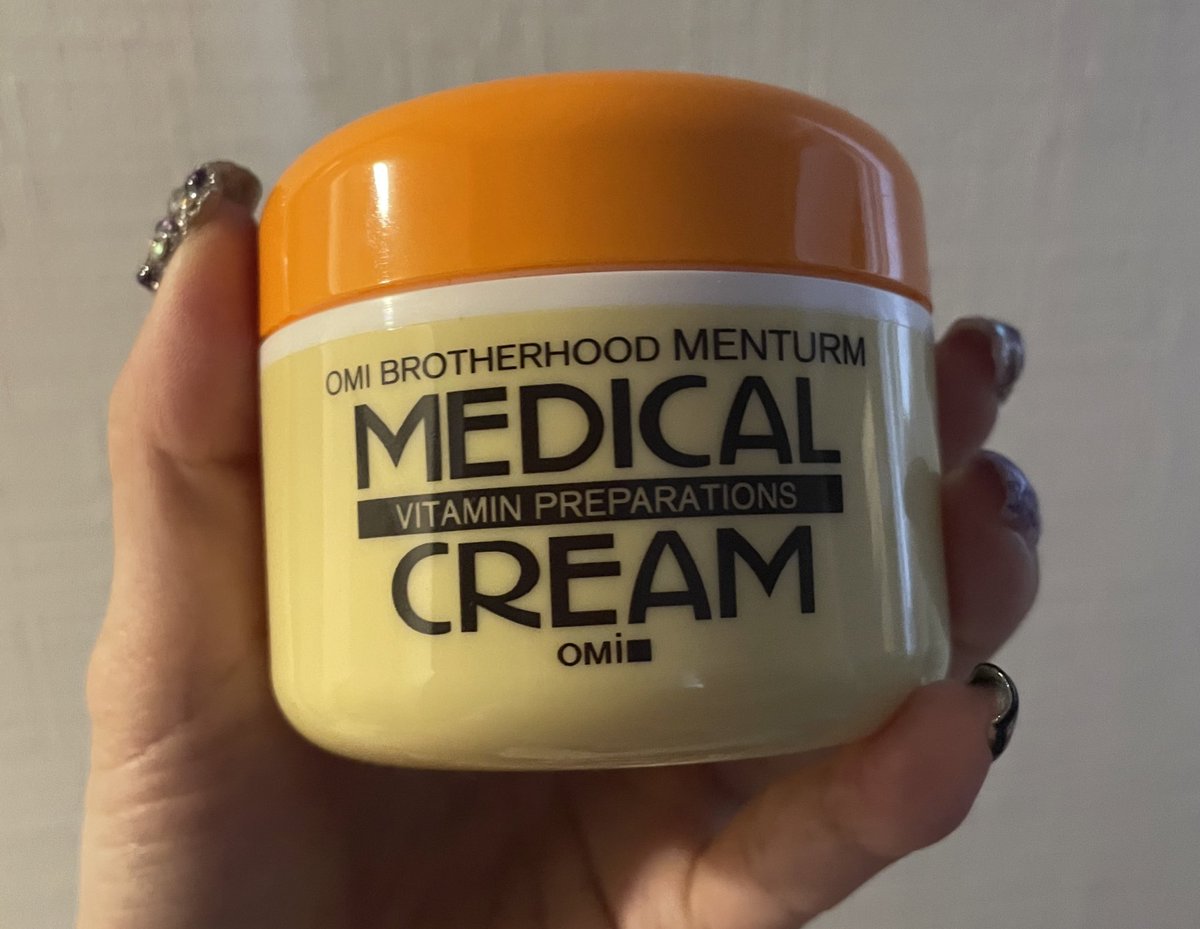 OMI BROTHERHOOD MENTURM
MEDICAL
VITAMIN PREPARATIONS
CREAM
OMi